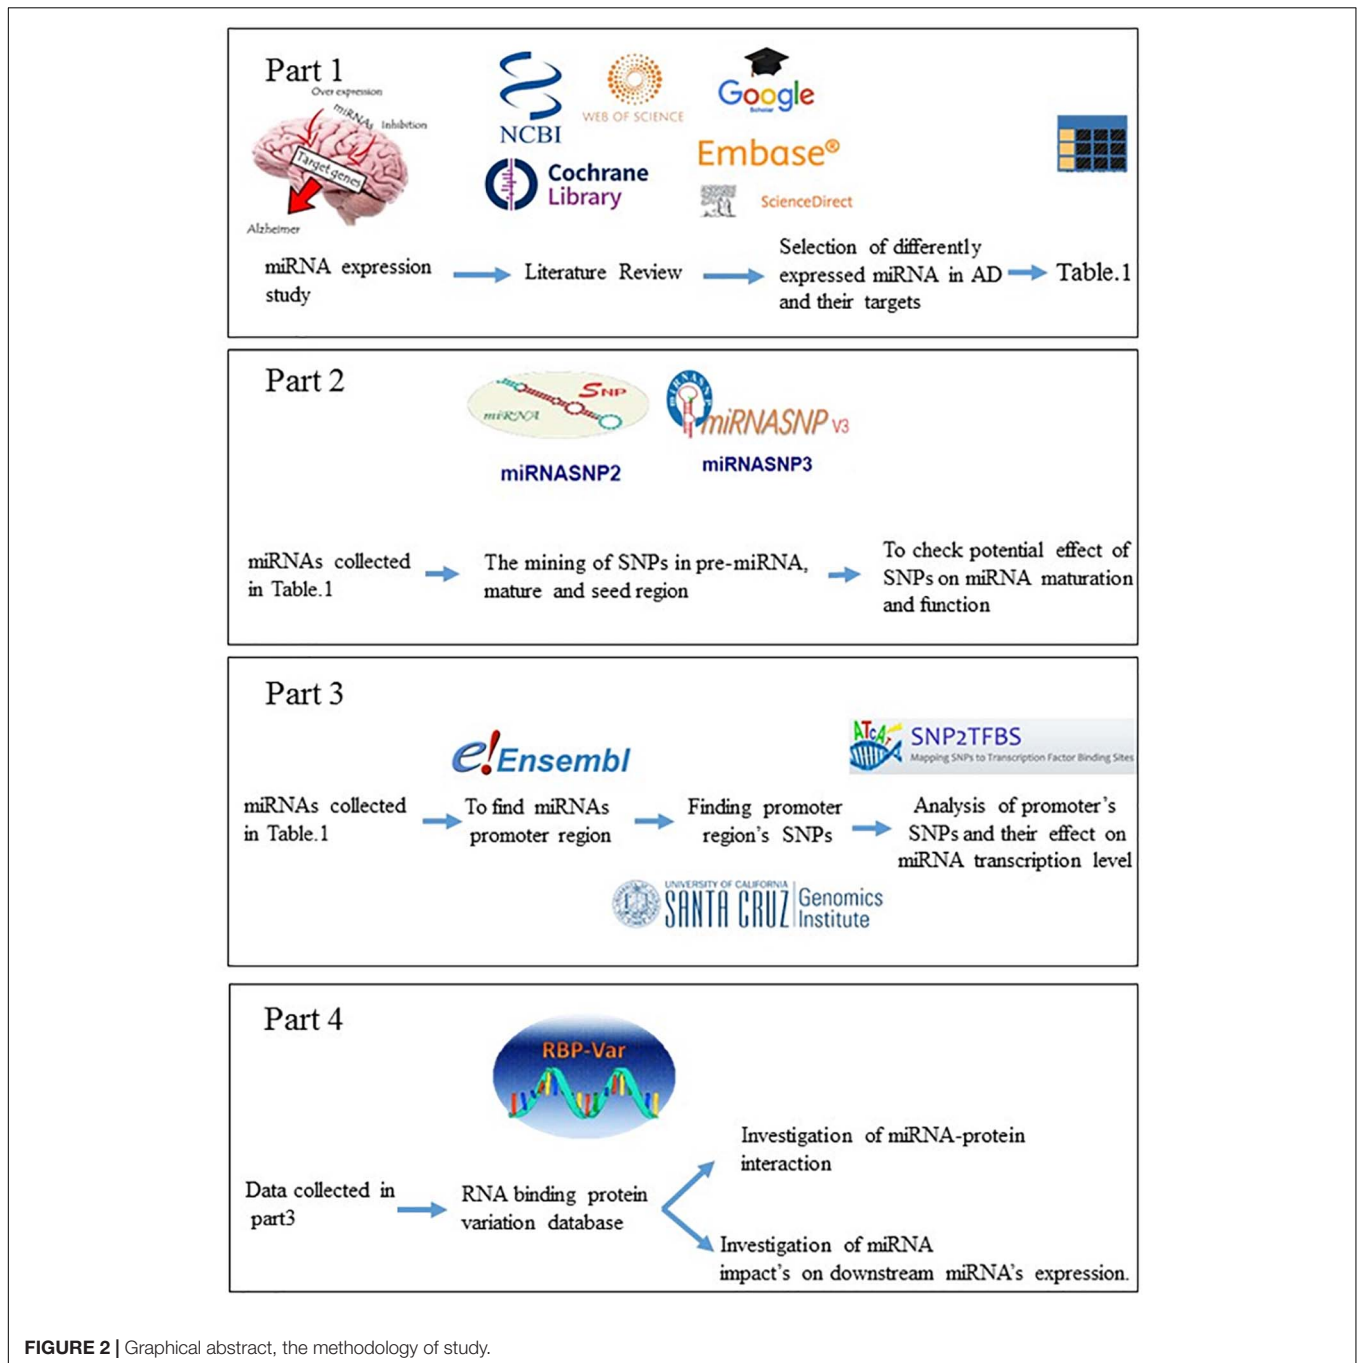 Part 1
Over expression
miRNAs Inhibition
Target genes
Alzheimer
NCBI
WEB OF SCIENCE
Google
Scholar
Cochrane
Library
Embase®
ScienceDirect
miRNA expression
study
Literature Review
Selection of differently
expressed miRNA in AD
and their targets
Table.1
Part 2
SNP
miRNA
miRNASNP2
miRNASNP
miRNASNP V3
miRNASNP3
miRNAs collected
in Table.1
The mining of SNPs in pre-miRNA,
mature and seed region
To check potential effect of
SNPs on miRNA maturation
and function
Part 3
e!Ensembl
ATCAT
SNP2TFBS
Mapping SNPs to Transcription Factor Binding Sites
miRNAs collected
in Table.1
To find miRNAs
promoter region
Finding promoter
region's SNPs
Analysis of promoter's
SNPs and their effect on
miRNA transcription level
UNIVERSITY OF CALIFORNIA
SANTA CRUZ
Genomics
Institute
Part 4
RBP-Var
Data collected in
part3
RNA binding protein
variation database
Investigation of miRNA-protein
interaction
Investigation of miRNA
impact's on downstream miRNA's expression.
FIGURE 2 | Graphical abstract, the methodology of study.